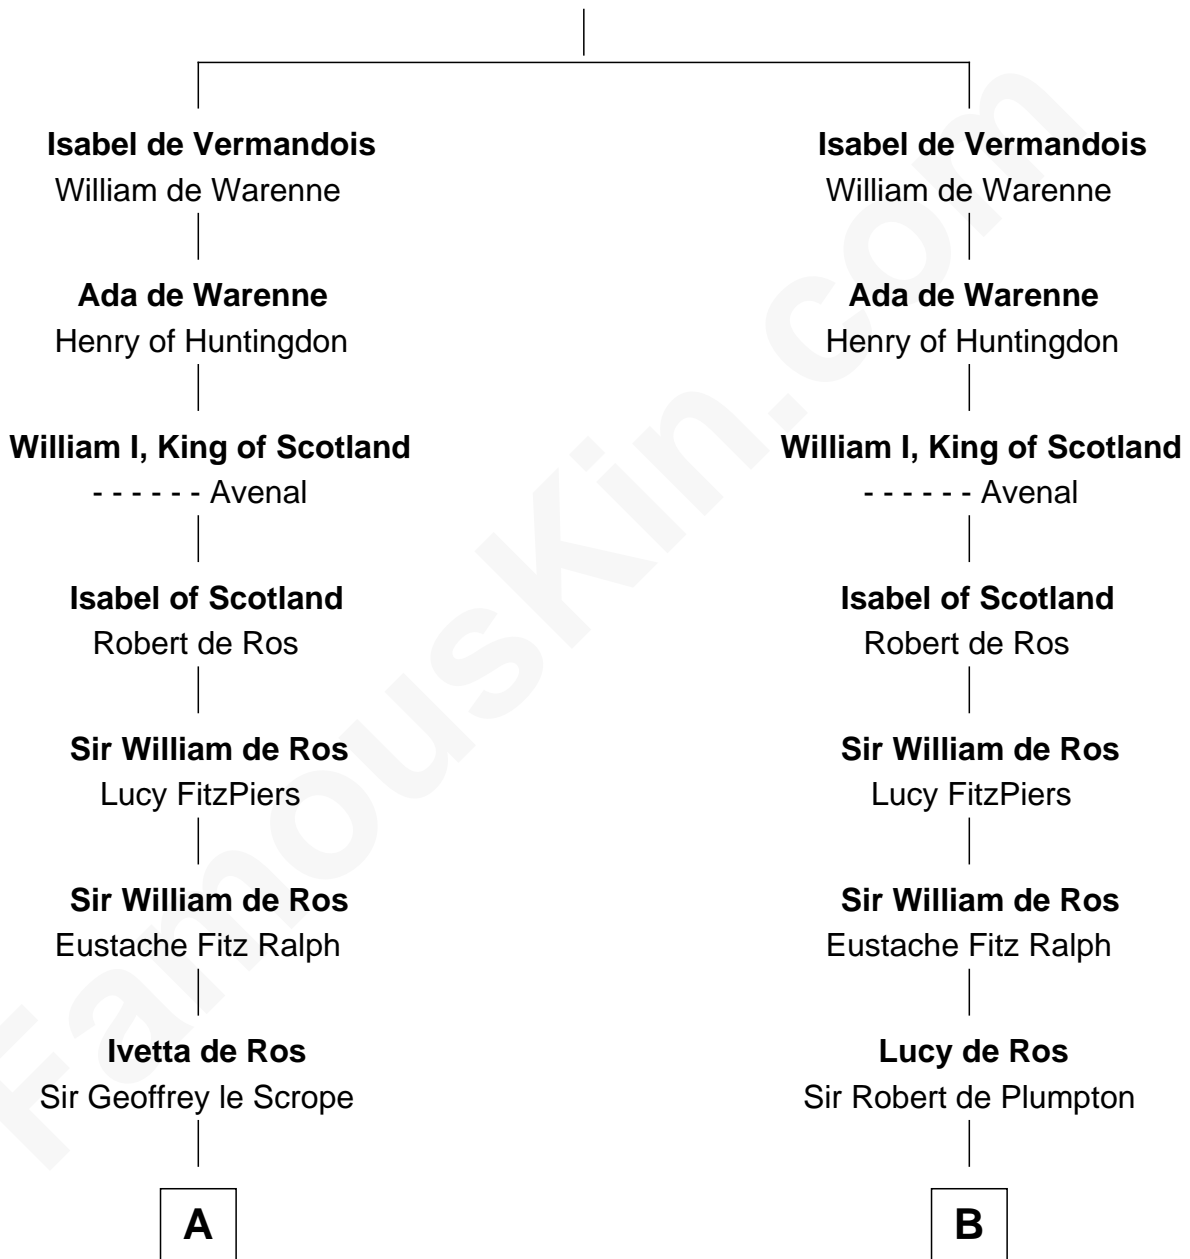 Isabel de Vermandois
William de Warenne
Ada de Warenne
Henry of Huntingdon
William I, King of Scotland
- - - - - - Avenal
Isabel of Scotland
Robert de Ros
Sir William de Ros
Lucy FitzPiers
Sir William de Ros
Eustache Fitz Ralph
Ivetta de Ros
Sir Geoffrey le Scrope
A
Isabel de Vermandois
William de Warenne
Ada de Warenne
Henry of Huntingdon
William I, King of Scotland
- - - - - - Avenal
Isabel of Scotland
Robert de Ros
Sir William de Ros
Lucy FitzPiers
Sir William de Ros
Eustache Fitz Ralph
Lucy de Ros
Sir Robert de Plumpton
B
FamousKin.com